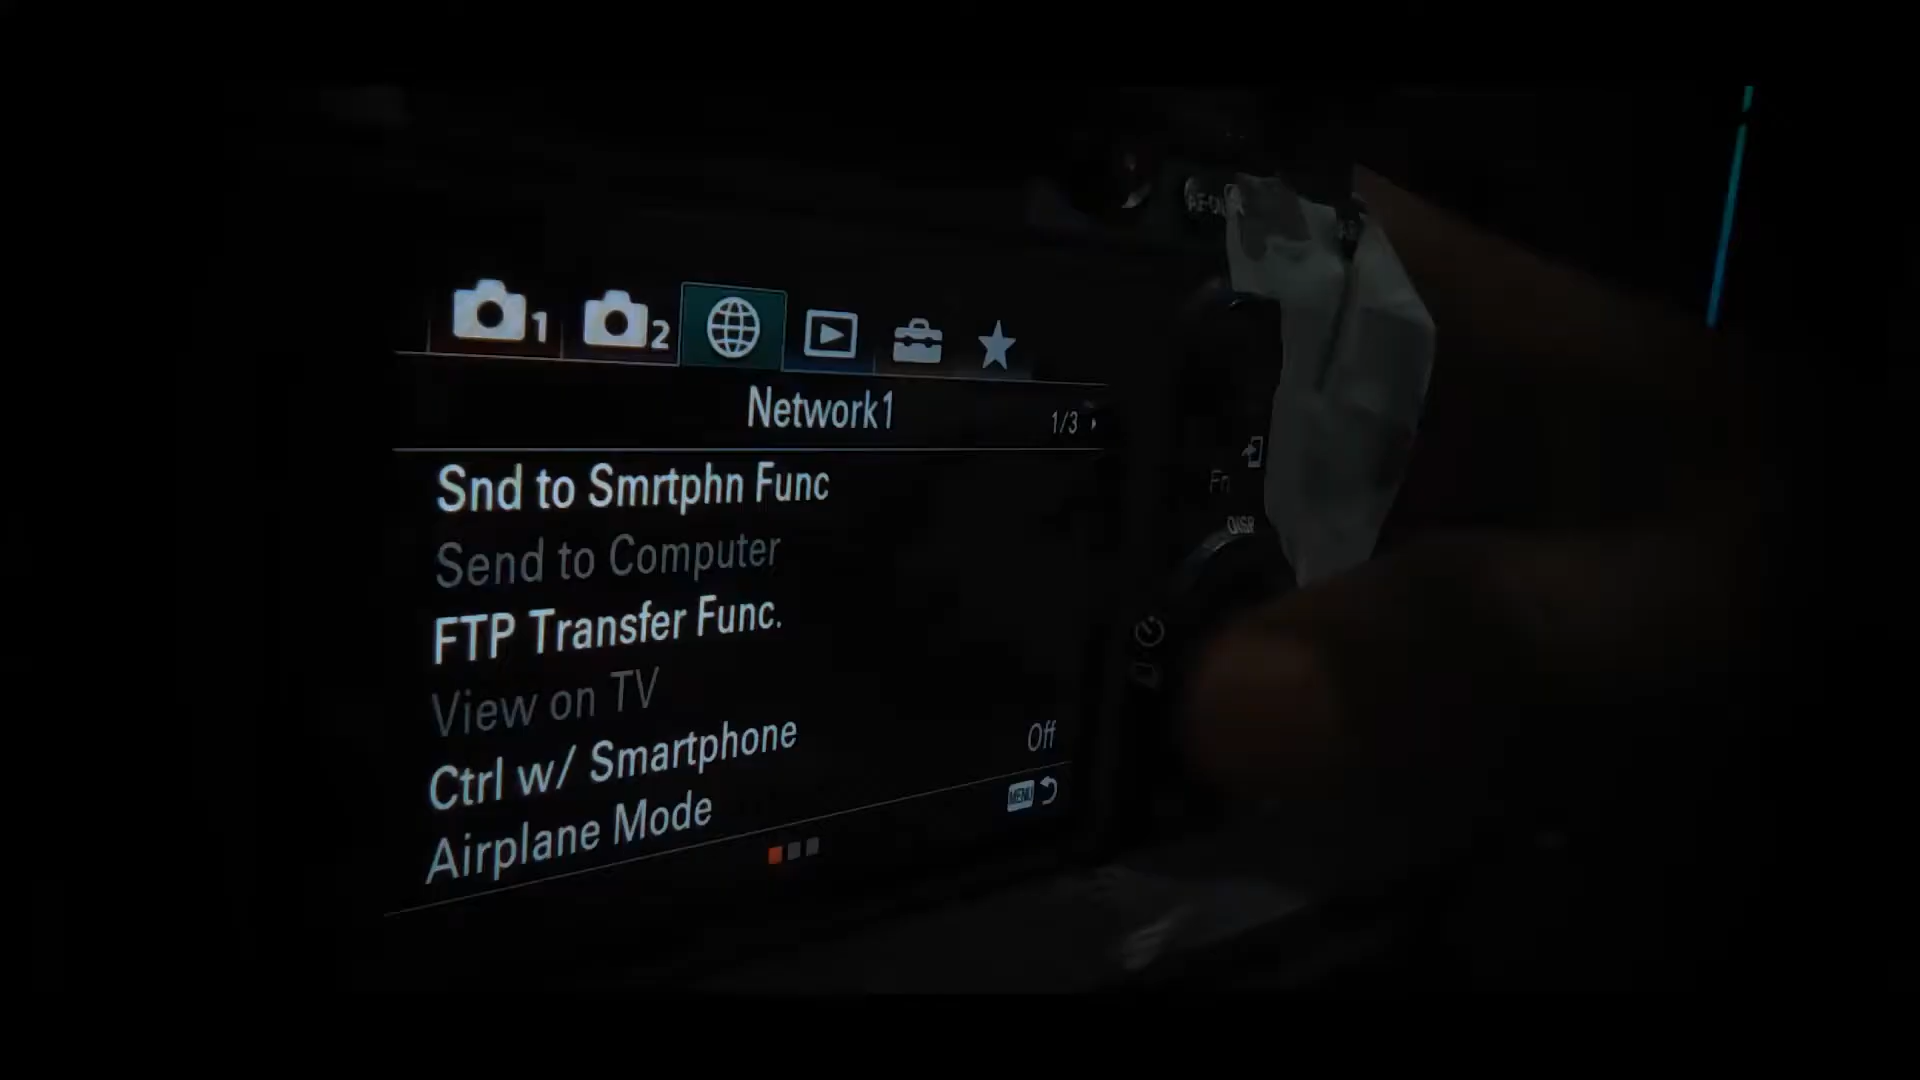 1 2
Network1 1/3
Snd to Smrtphn Func
Send to Computer
FTP Transfer Func.
View on TV
Ctrl w/ Smartphone Off
Airplane Mode
MENU
Fn